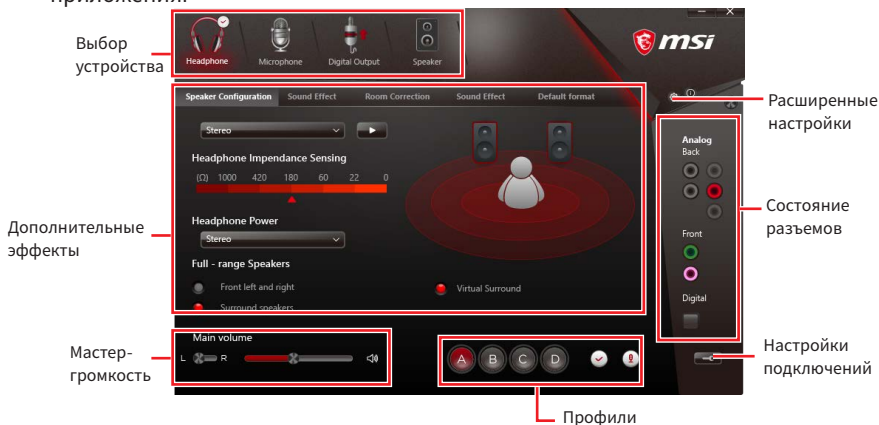 приложения.
Выбор
устройства
Headphone
Microphone
Digital Output
Speaker
msi
Speaker Configuration
Sound Effect
Room Correction
Sound Effect
Default format
Расширенные
настройки
Stereo
Headphone Impendance Sensing
(Ω) 1000 420 180 60 22 0
Headphone Power
Stereo
Full - range Speakers
Front left and right
Surround speakers
Virtual Surround
Дополнительные
эффекты
Analog
Back
Front
Digital
Состояние
разъемов
Main volume
L R
Мастер-
громкость
A B C D
Настройки
подключений
Профили